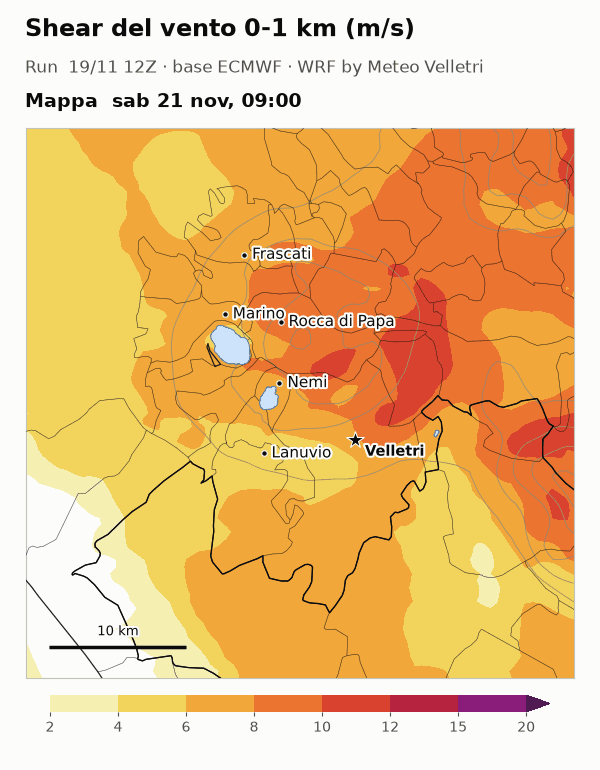 Shear del vento 0-1 km (m/s)
Run  19/11 12Z · base ECMWF · WRF by Meteo Velletri
Mappa  sab 21 nov, 09:00
Frascati
Marino
Rocca di Papa
Nemi
Velletri
Lanuvio
10 km
2 4 6 8 10 12 15 20